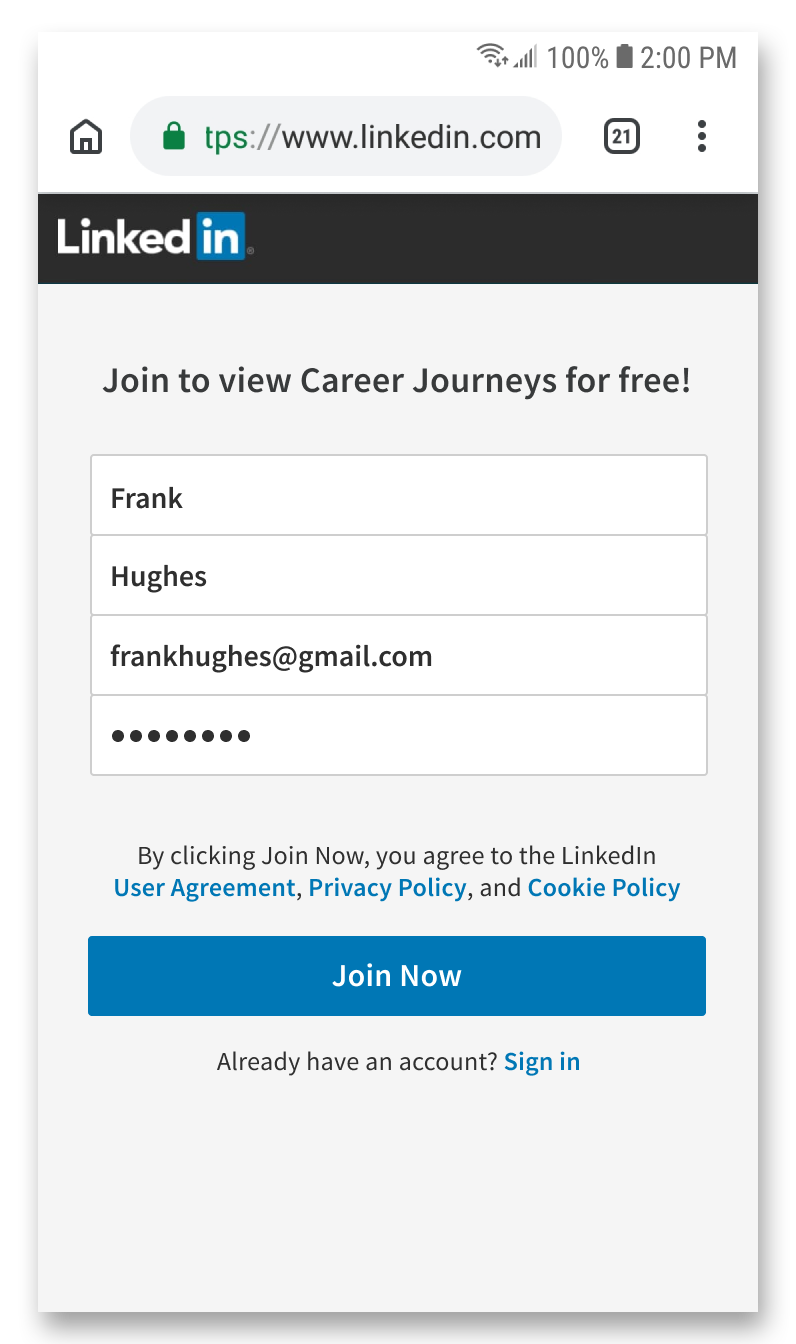 100% 2:00 PM
tps://www.linkedin.com
21
Linked in®
Join to view Career Journeys for free!
Frank
Hughes
frankhughes@gmail.com
••••••••
By clicking Join Now, you agree to the LinkedIn
User Agreement, Privacy Policy, and Cookie Policy
Join Now
Already have an account? Sign in